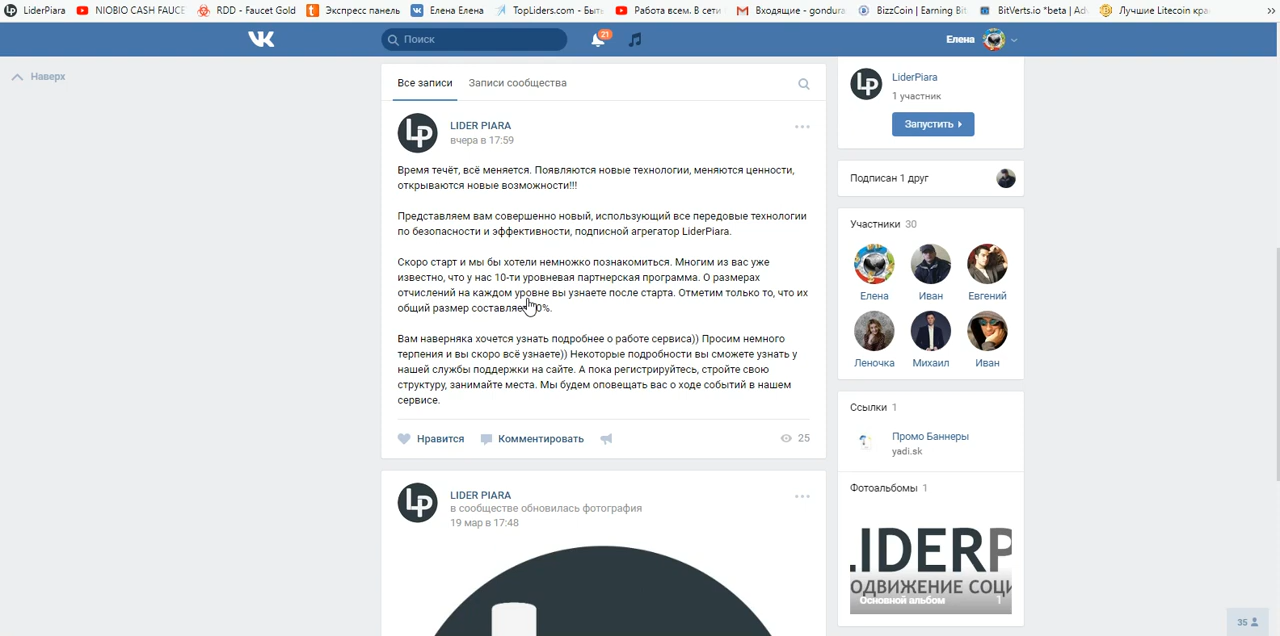 LiderPiara
NIOBIO CASH FAUCE
RDD - Faucet Gold
Экспресс панель
Елена Елена
TopLiders.com - Быт
Работа всем. В сети
Входящие - gondura
BizzCoin | Earning Bi
BitVerts.io *beta | Ad
Лучшие Litecoin кра
»
Поиск
21
Елена
Наверх
Все записи
Записи сообщества
LIDER PIARA
вчера в 17:59
Время течёт, всё меняется. Появляются новые технологии, меняются ценности,
открываются новые возможности!!!
Представляем вам совершенно новый, использующий все передовые технологии
по безопасности и эффективности, подписной агрегатор LiderPiara.
Скоро старт и мы бы хотели немножко познакомиться. Многим из вас уже
известно, что у нас 10-ти уровневая партнерская программа. О размерах
отчислений на каждом уровне вы узнаете после старта. Отметим только то, что их
общий размер
Вам наверняка хочется узнать подробнее о работе сервиса)) Просим немного
терпения и вы скоро всё узнаете)) Некоторые подробности вы сможете узнать у
нашей службы поддержки на сайте. А пока регистрируйтесь, стройте свою
структуру, занимайте места. Мы будем оповещать вас о ходе событий в нашем
сервисе.
Нравится
Комментировать
25
LIDER PIARA
в сообществе обновилась фотография
19 мар в 17:48
LiderPiara
1 участник
Запустить
Подписан 1 друг
Участники 30
Елена
Иван
Евгений
Леночка
Михаил
Иван
Ссылки 1
Промо Баннеры
yadi.sk
Фотоальбомы 1
LIDERP
ОДВИЖЕНИЕ СОЦИ
Основной альбом 1
35